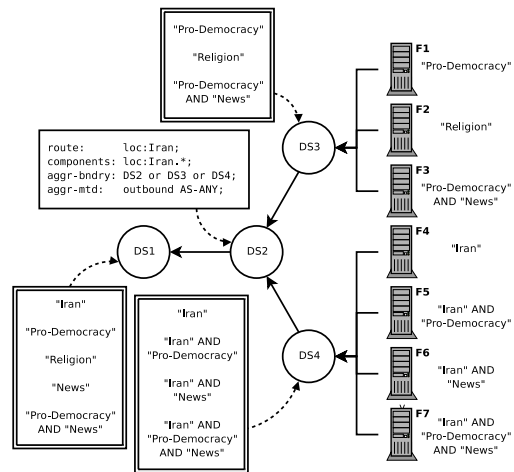 "Pro-Democracy"
"Religion"
"Pro-Democracy"
AND "News"
F1
"Pro-Democracy"
F2
"Religion"
F3
"Pro-Democracy"
AND "News"
DS3
route: loc:Iran;
components: loc:Iran.*;
aggr-bndry: DS2 or DS3 or DS4;
aggr-mtd: outbound AS-ANY;
DS1
DS2
F4
"Iran"
F5
"Iran" AND
"Pro-Democracy"
DS4
F6
"Iran" AND
"News"
F7
"Iran" AND
"Pro-Democracy"
AND "News"
"Iran"
"Pro-Democracy"
"Religion"
"News"
"Pro-Democracy"
AND "News"
"Iran"
"Iran" AND
"Pro-Democracy"
"Iran" AND
"News"
"Iran" AND
"Pro-Democracy"
AND "News"